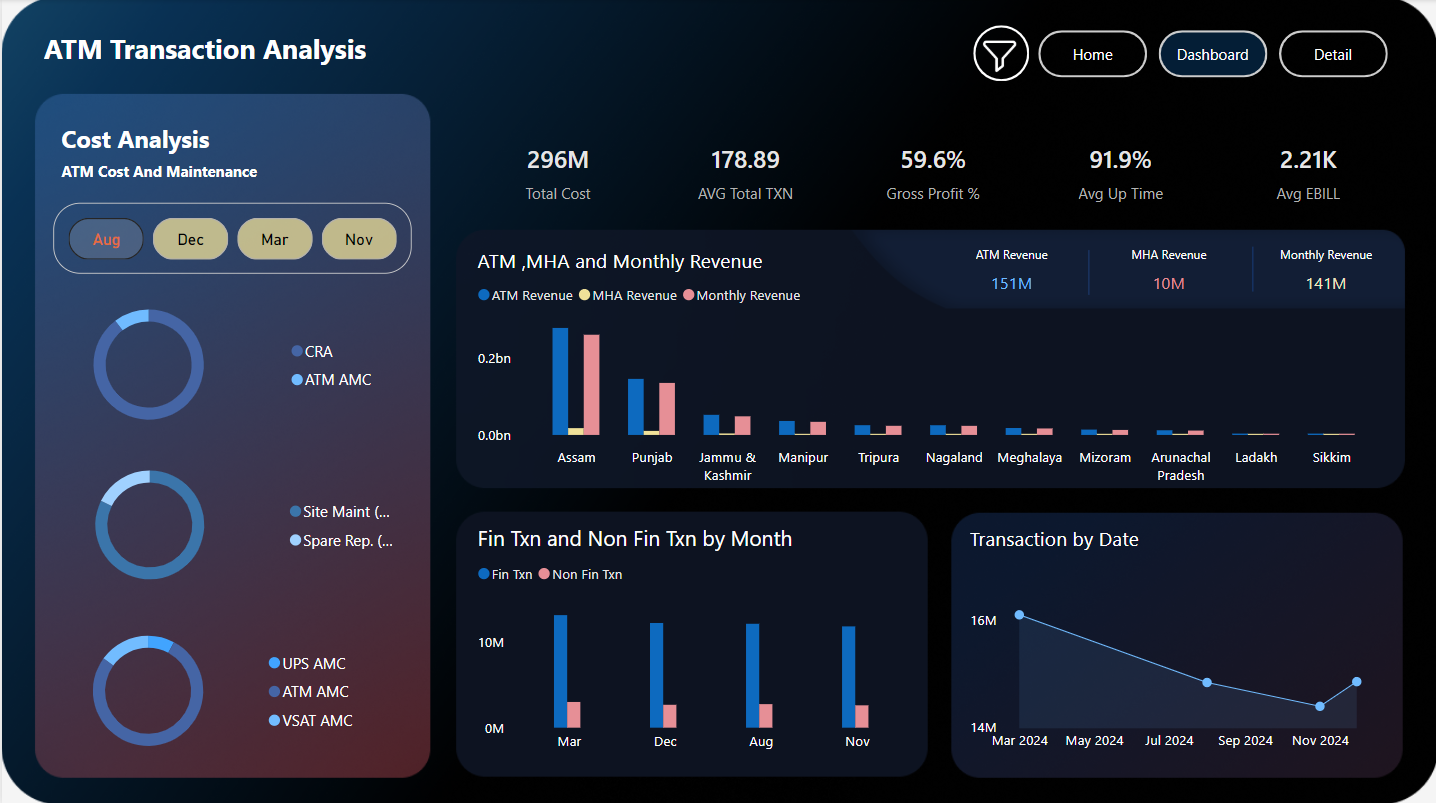 ATM Transaction Analysis
Home
Dashboard
Detail
Cost Analysis
ATM Cost And Maintenance
Aug
Dec
Mar
Nov
CRA
ATM AMC
Site Maint (...
Spare Rep. (...
UPS AMC
ATM AMC
VSAT AMC
296M
Total Cost
178.89
AVG Total TXN
59.6%
Gross Profit %
91.9%
Avg Up Time
2.21K
Avg EBILL
ATM ,MHA and Monthly Revenue
ATM Revenue
MHA Revenue
Monthly Revenue
ATM Revenue
151M
MHA Revenue
10M
Monthly Revenue
141M
0.2bn
0.0bn
Assam
Punjab
Jammu &
Kashmir
Manipur
Tripura
Nagaland
Meghalaya
Mizoram
Arunachal
Pradesh
Ladakh
Sikkim
Fin Txn and Non Fin Txn by Month
Fin Txn
Non Fin Txn
10M
0M
Mar
Dec
Aug
Nov
Transaction by Date
16M
14M
Mar 2024
May 2024
Jul 2024
Sep 2024
Nov 2024